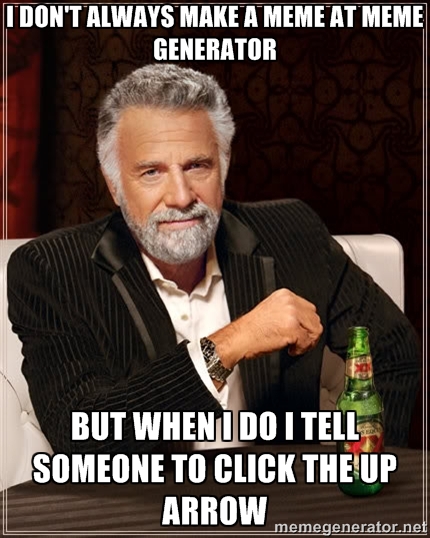 I DON'T ALWAYS MAKE A MEME AT MEME
GENERATOR
BUT WHEN I DO I TELL
SOMEONE TO CLICK THE UP
ARROW
memegenerator.net